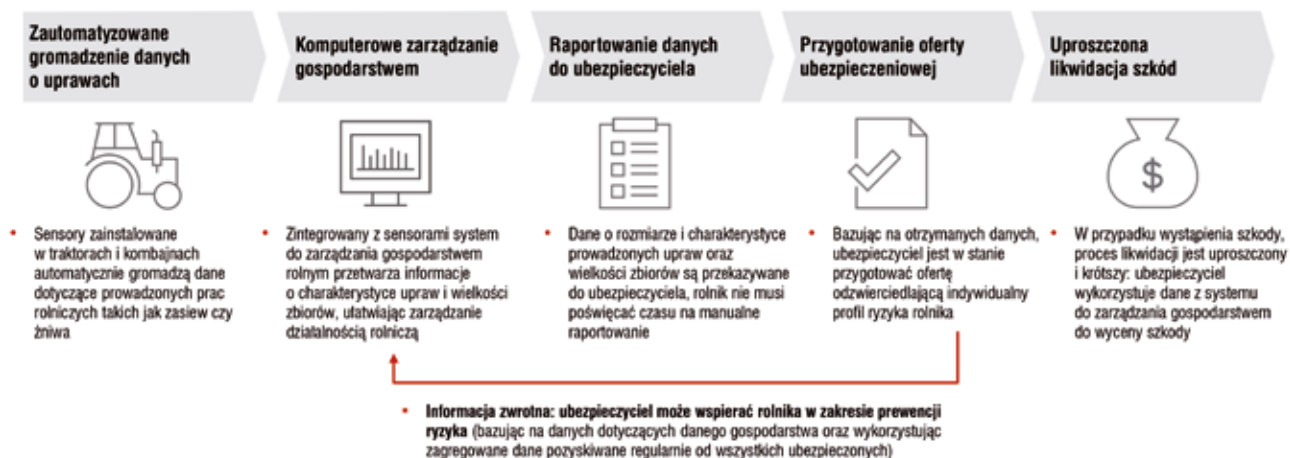 Zautomatyzowane
gromadzenie danych
o uprawach
Komputerowe zarządzanie
gospodarstwem
Raportowanie danych
do ubezpieczyciela
Przygotowanie oferty
ubezpieczeniowej
Uproszczona
likwidacja szkód
$
• Sensory zainstalowane
w traktorach i kombajnach
automatycznie gromadzą dane
dotyczące prowadzonych prac
rolniczych takich jak zasiew czy
żniwa
• Zintegrowany z sensorami system
do zarządzania gospodarstwem
rolnym przetwarza informacje
o charakterystyce upraw i wielkości
zbiorów, ułatwiając zarządzanie
działalnością rolniczą
• Dane o rozmiarze i charakterystyce
prowadzonych upraw oraz
wielkości zbiorów są przekazywane
do ubezpieczyciela, rolnik nie musi
poświęcać czasu na manualne
raportowanie
• Bazując na otrzymanych danych,
ubezpieczyciel jest w stanie
przygotować ofertę
odzwierciedlającą indywidualny
profil ryzyka rolnika
• W przypadku wystąpienia szkody,
proces likwidacji jest uproszczony
i krótszy: ubezpieczyciel
wykorzystuje dane z systemu
do zarządzania gospodarstwem
do wyceny szkody
• Informacja zwrotna: ubezpieczyciel może wspierać rolnika w zakresie prewencji
ryzyka (bazując na danych dotyczących danego gospodarstwa oraz wykorzystując
zagregowane dane pozyskiwane regularnie od wszystkich ubezpieczonych)